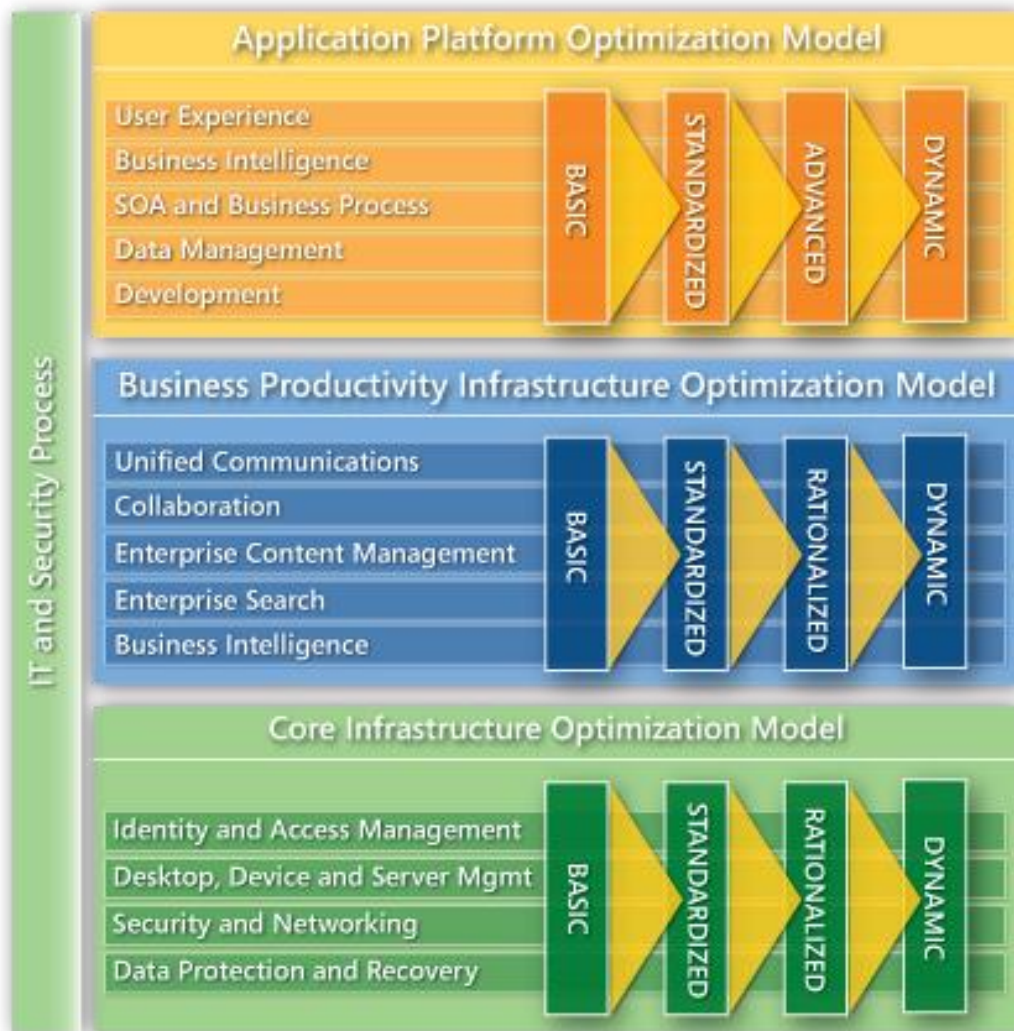 IT and Security Process
Application Platform Optimization Model
User Experience
Business Intelligence
SOA and Business Process
Data Management
Development
BASIC
STANDARDIZED
ADVANCED
DYNAMIC
Business Productivity Infrastructure Optimization Model
Unified Communications
Collaboration
Enterprise Content Management
Enterprise Search
Business Intelligence
BASIC
STANDARDIZED
RATIONALIZED
DYNAMIC
Core Infrastructure Optimization Model
Identity and Access Management
Desktop, Device and Server Mgmt
Security and Networking
Data Protection and Recovery
BASIC
STANDARDIZED
RATIONALIZED
DYNAMIC